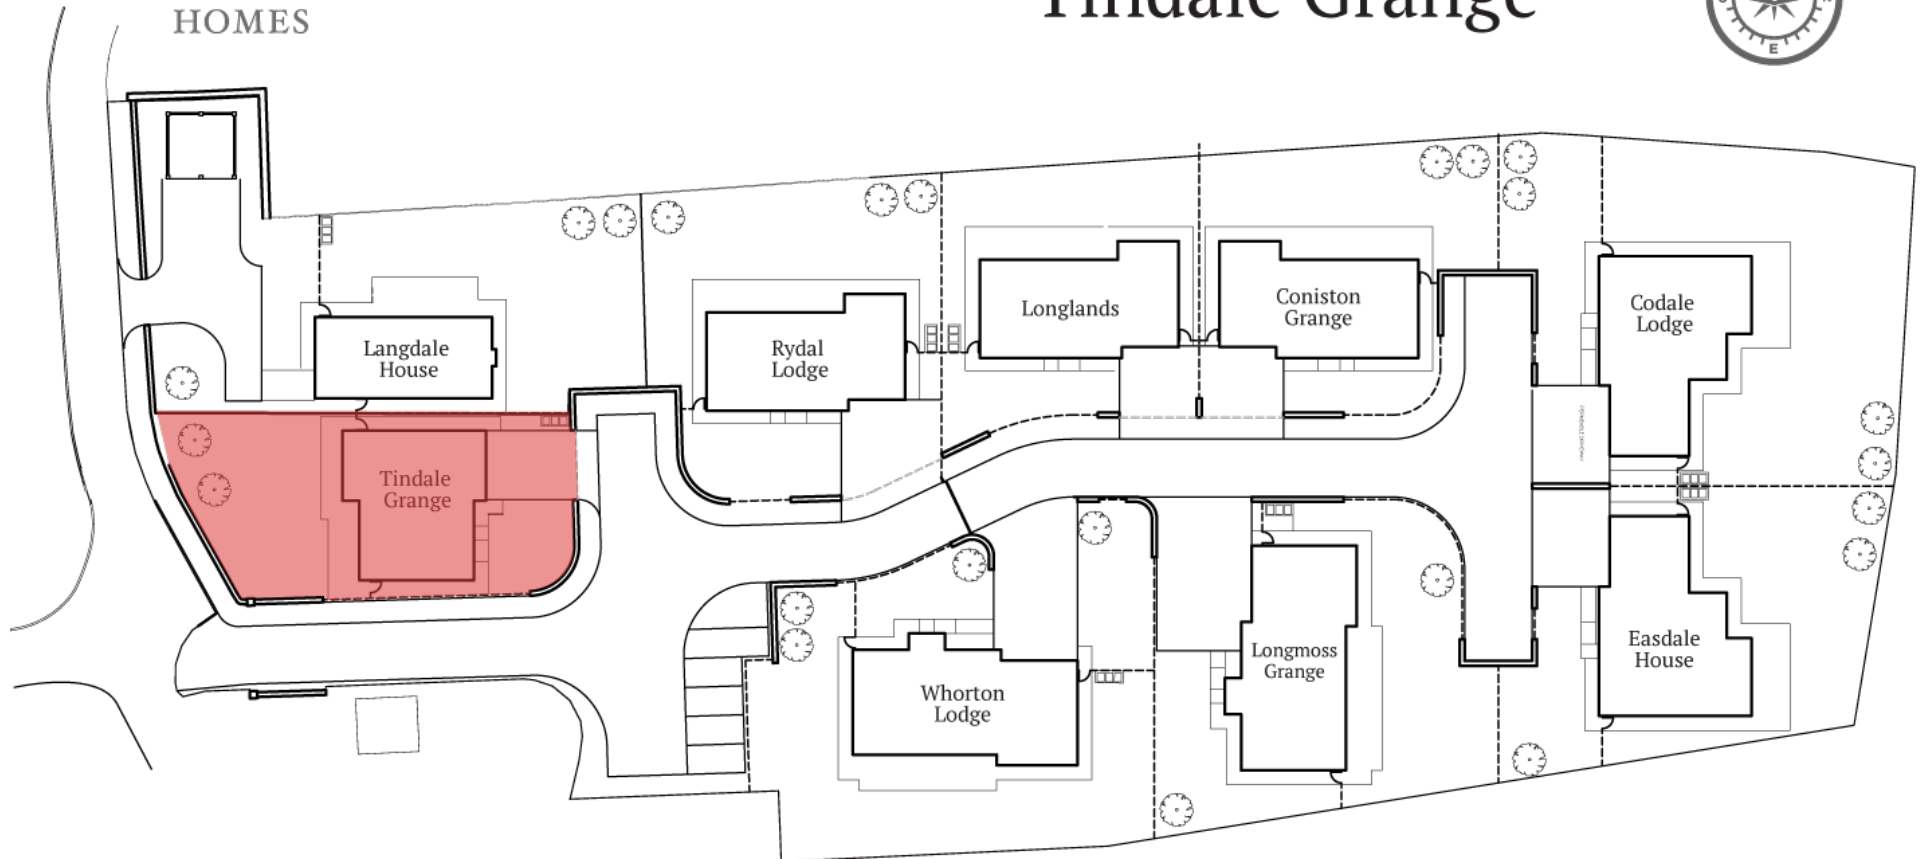 HOMES
Tindale Grange
E
Langdale
House
Tindale
Grange
Rydal
Lodge
Longlands
Coniston
Grange
Codale
Lodge
Whorton
Lodge
Longmoss
Grange
Easdale
House